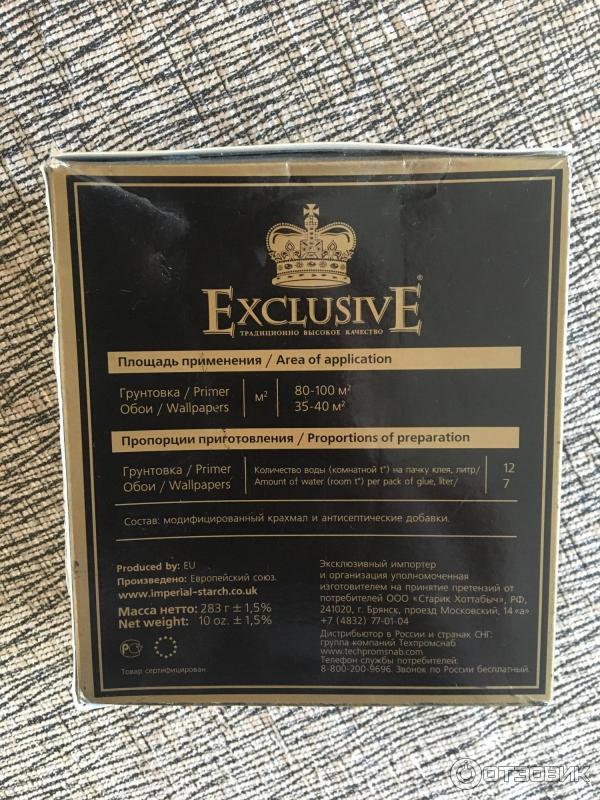 EXCLUSIVE®
ТРАДИЦИОННО ВЫСОКОЕ КАЧЕСТВО
Площадь применения / Area of application
Грунтовка / Primer м² 80-100 м²
Обои / Wallpapers 35-40 м²
Пропорции приготовления / Proportions of preparation
Грунтовка / Primer Количество воды (комнатной t°) на пачку клея, литр/ 12
Обои / Wallpapers Amount of water (room t°) per pack of glue, liter/ 7
Состав: модифицированный крахмал и антисептические добавки.
Produced by: EU
Произведено: Европейский союз.
www.imperial-starch.co.uk
Масса нетто: 283 г ± 1,5%
Net weight: 10 oz. ± 1,5%
Товар сертифицирован
Эксклюзивный импортер
и организация уполномоченная
изготовителем на принятие претензий от
потребителей ООО «Старик Хоттабыч», РФ,
241020, г. Брянск, проезд Московский, 14 «а»
+7 (4832) 77-01-04
Дистрибьютор в России и странах СНГ:
группа компаний Техпромснаб
www.techpromsnab.com
Телефон службы потребителей:
8-800-200-9696. Звонок по России бесплатный.
ОТЗОВИК